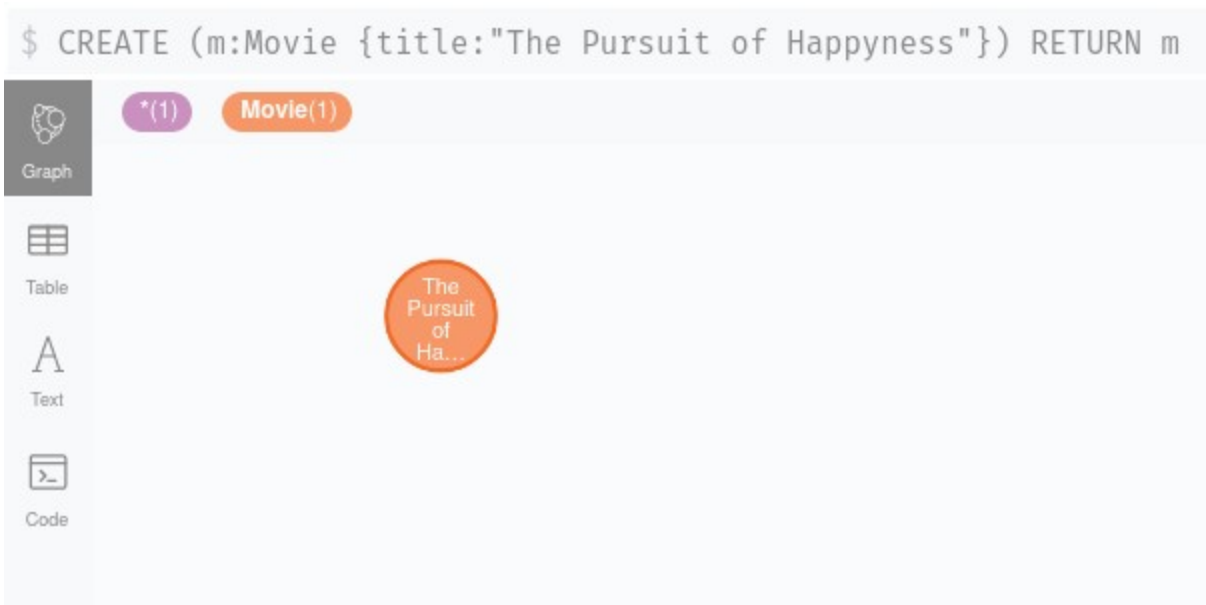 $ CREATE (m:Movie {title:"The Pursuit of Happyness"}) RETURN m
*(1) Movie(1)
Graph
The
Pursuit
of
Ha...
Table
Text
Code